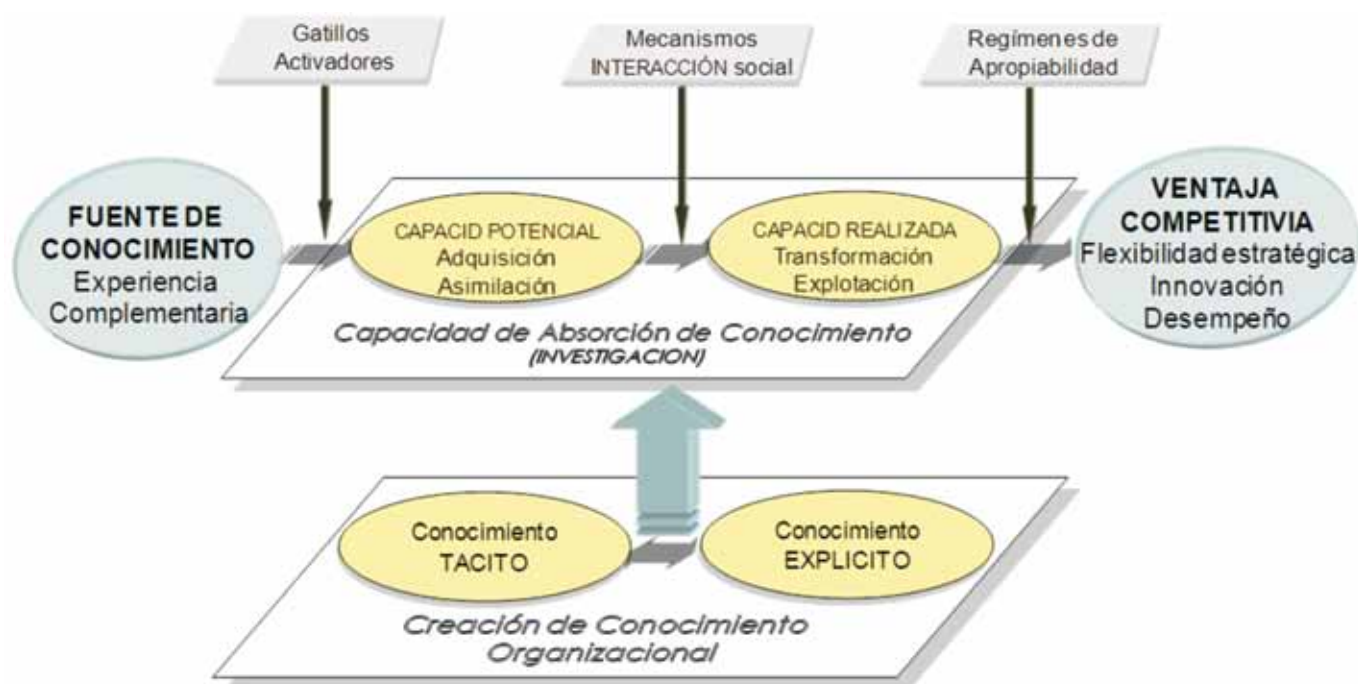 Gatillos
Activadores
Mecanismos
INTERACCIÓN social
Regímenes de
Apropiabilidad
FUENTE DE
CONOCIMIENTO
Experiencia
Complementaria
CAPACID POTENCIAL
Adquisición
Asimilación
CAPACID REALIZADA
Transformación
Explotación
VENTAJA
COMPETITIVIA
Flexibilidad estratégica
Innovación
Desempeño
Capacidad de Absorción de Conocimiento
(INVESTIGACION)
Conocimiento
TACITO
Conocimiento
EXPLICITO
Creación de Conocimiento
Organizacional